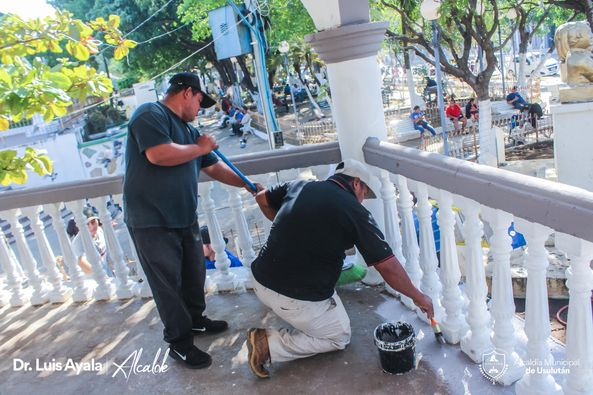 Dr. Luis Ayala | Alcalde
Alcaldía Municipal
de Usulután